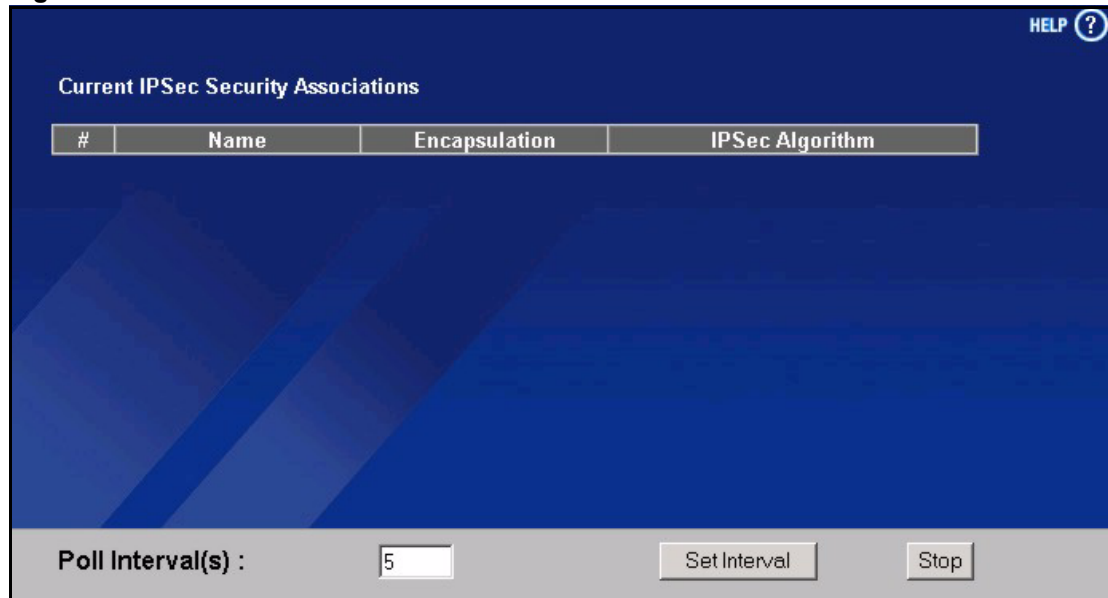 HELP ?
Current IPSec Security Associations
# Name Encapsulation IPSec Algorithm
Poll Interval(s) : 5 Set Interval Stop